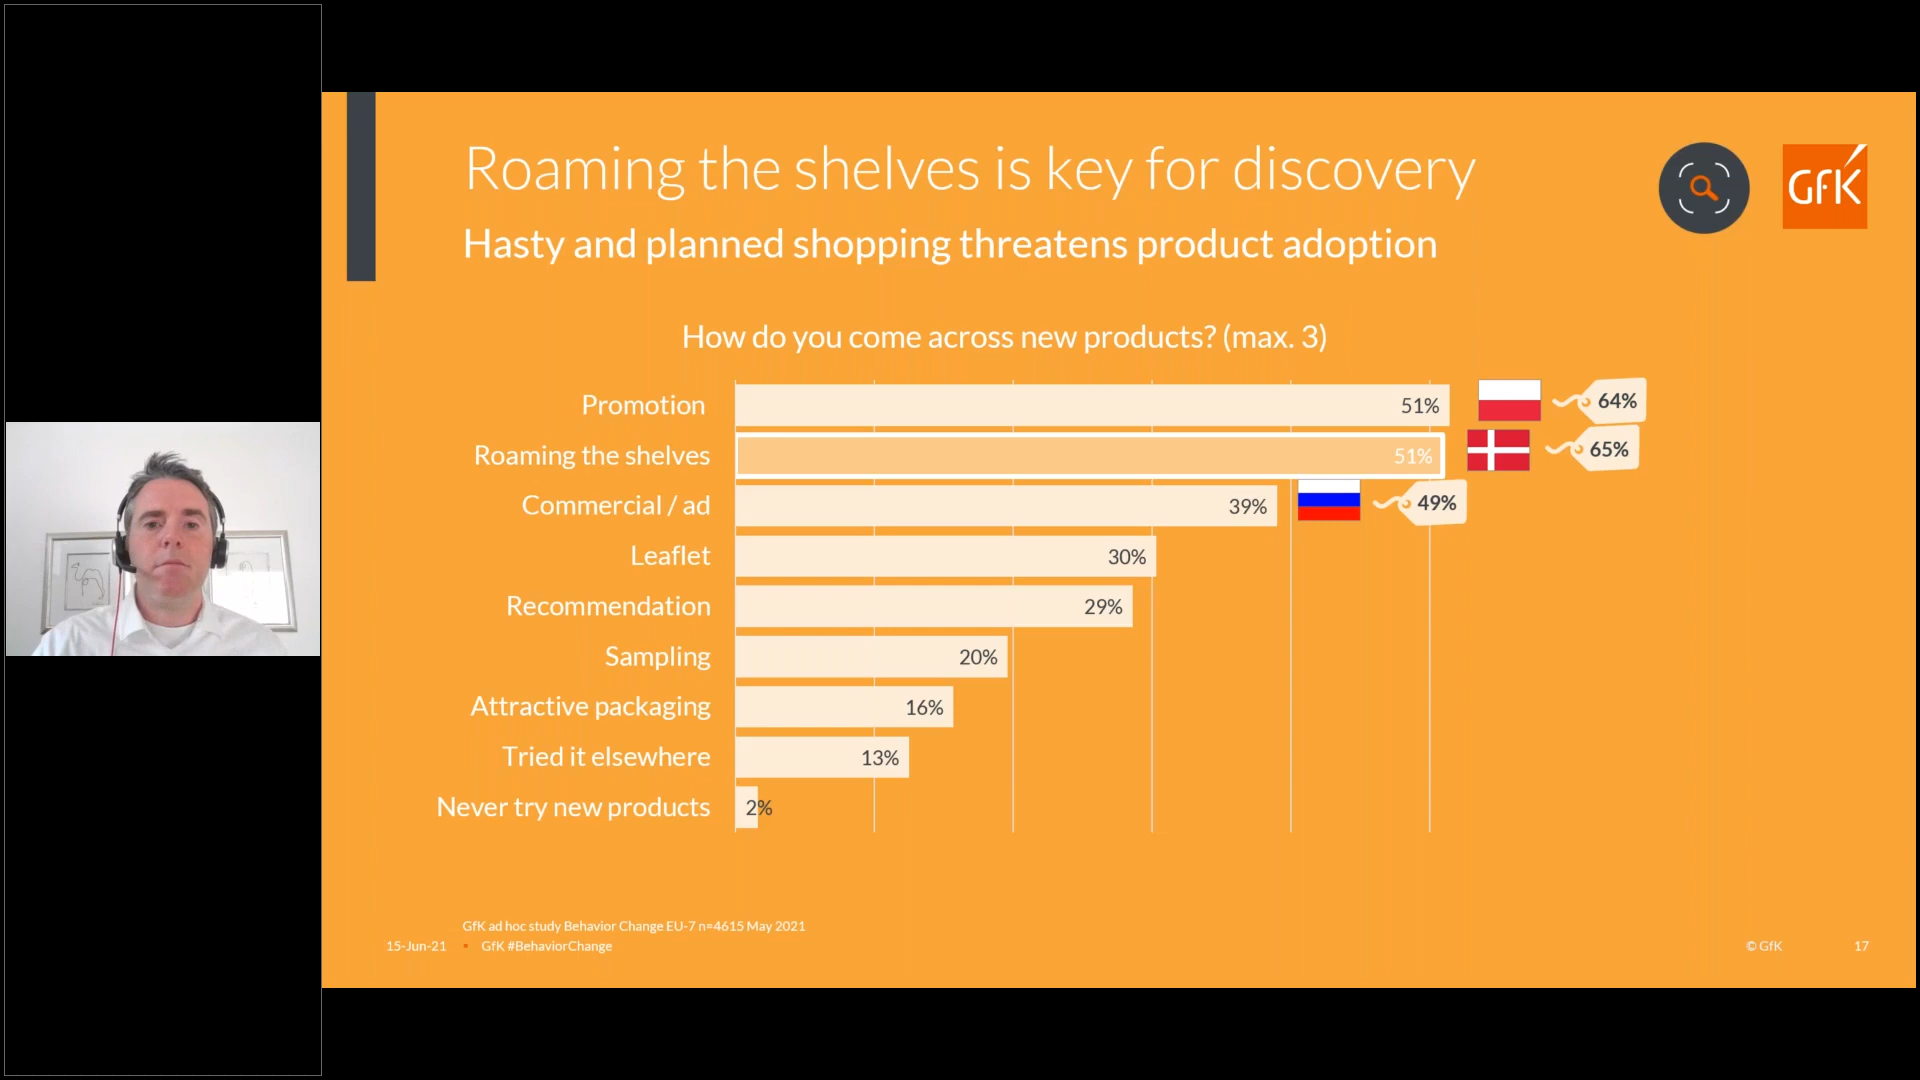 Roaming the shelves is key for discovery
GfK
Hasty and planned shopping threatens product adoption
How do you come across new products? (max. 3)
Promotion 51% 64%
Roaming the shelves 51% 65%
Commercial / ad 39% 49%
Leaflet 30%
Recommendation 29%
Sampling 20%
Attractive packaging 16%
Tried it elsewhere 13%
Never try new products 2%
GfK ad hoc study Behavior Change EU-7 n=4615 May 2021
15-Jun-21 ▪ GfK #BehaviorChange © GfK 17